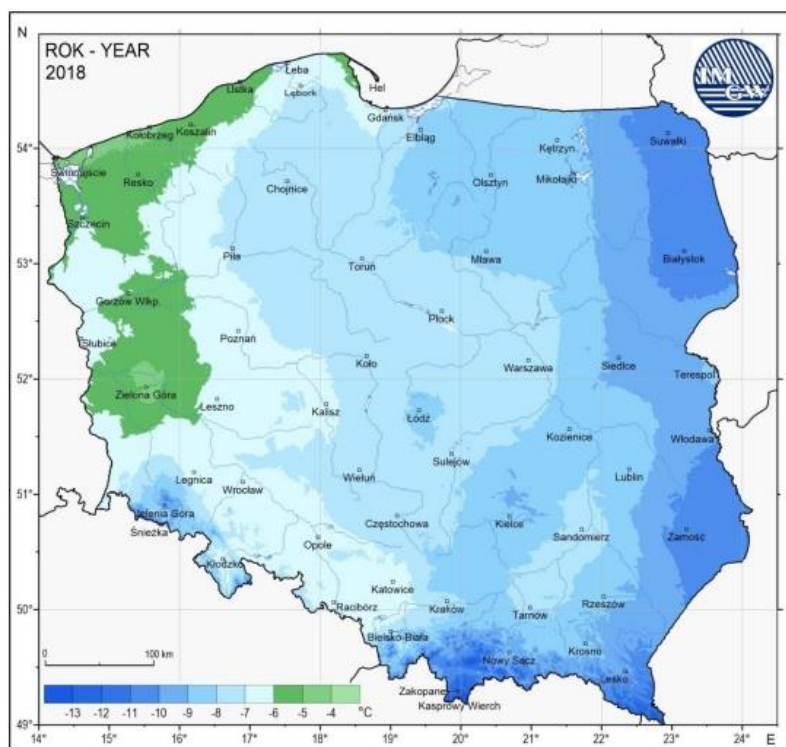 N
ROK - YEAR
2018
IM
GW
Łeba
Ustka
Lębork
Hel
Gdańsk
Kołobrzeg
Koszalin
Elbląg
Suwałki
54°
Kętrzyn
Świnoujście
Resko
Chojnice
Olsztyn
Mikołajki
Szczecin
53°
Piła
Toruń
Mława
Białystok
Gorzów Wlkp.
Płock
Słubice
Poznań
Koło
Warszawa
Siedlce
52°
Terespol
Zielona Góra
Leszno
Kalisz
Łódź
Kozienice
Włodawa
Sulejów
Legnica
Wrocław
Wieluń
Lublin
51°
Jelenia Góra
Śnieżka
Częstochowa
Kielce
Sandomierz
Zamość
Opole
Kłodzko
Katowice
50°
Racibórz
Kraków
Tarnów
Rzeszów
Bielsko-Biała
0 100 km
Nowy Sącz
Krosno
Lesko
Zakopane
Kasprowy Wierch
-13 -12 -11 -10 -9 -8 -7 -6 -5 -4 °C
49°
14° 15° 16° 17° 18° 19° 20° 21° 22° 23° 24° E